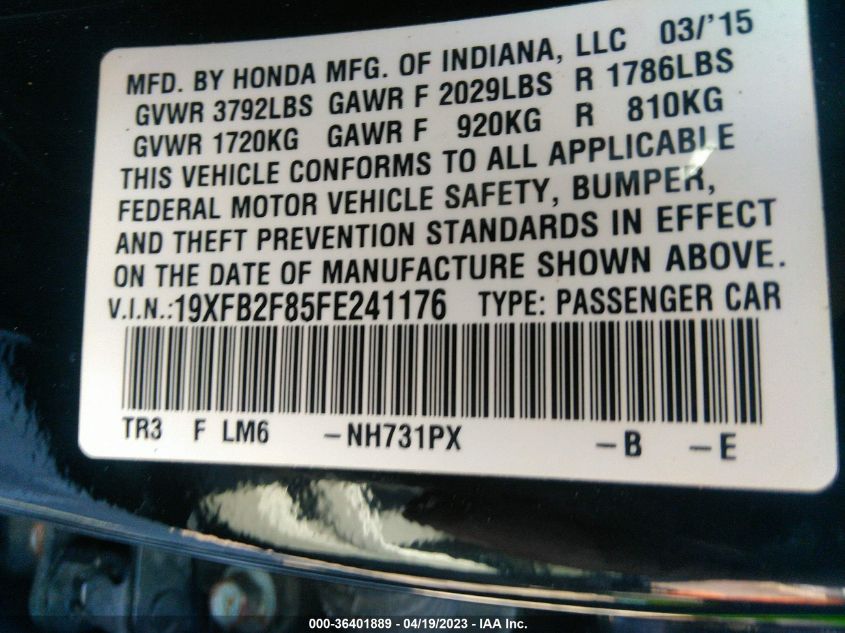 MFD. BY HONDA MFG. OF INDIANA, LLC 03/'15
GVWR 3792LBS GAWR F 2029LBS R 1786LBS
GVWR 1720KG GAWR F 920KG R 810KG
THIS VEHICLE CONFORMS TO ALL APPLICABLE
FEDERAL MOTOR VEHICLE SAFETY, BUMPER,
AND THEFT PREVENTION STANDARDS IN EFFECT
ON THE DATE OF MANUFACTURE SHOWN ABOVE.
V.I.N.:19XFB2F85FE241176 TYPE: PASSENGER CAR
TR3 F LM6 -NH731PX -B -E
000-36401889 - 04/19/2023 - IAA Inc.